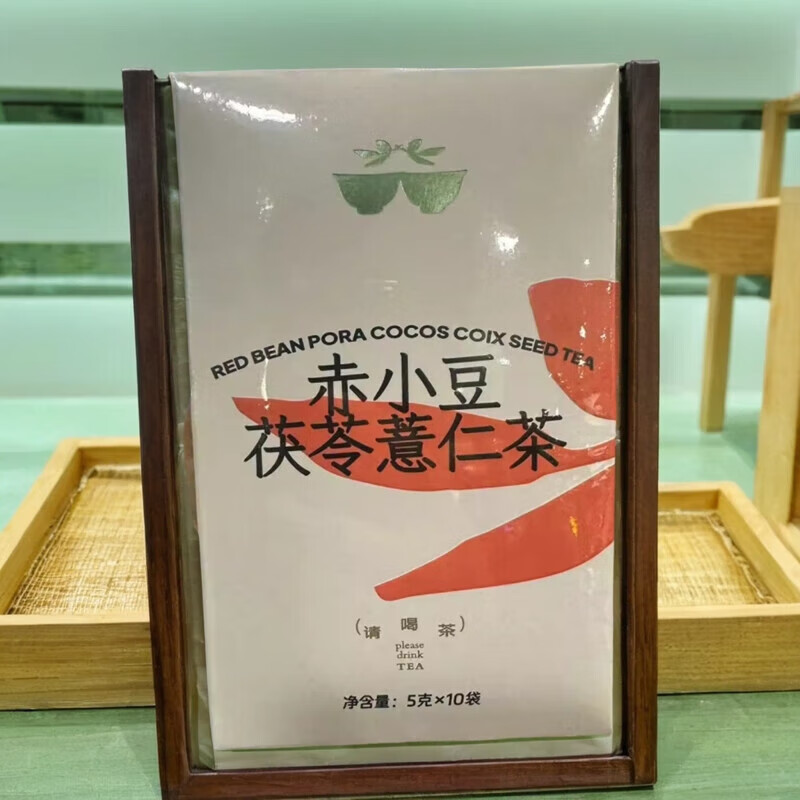 RED BEAN PORA COCOS COIX SEED TEA
赤小豆
茯苓薏仁茶
(请喝茶)
please
drink
TEA
净含量：5克×10袋